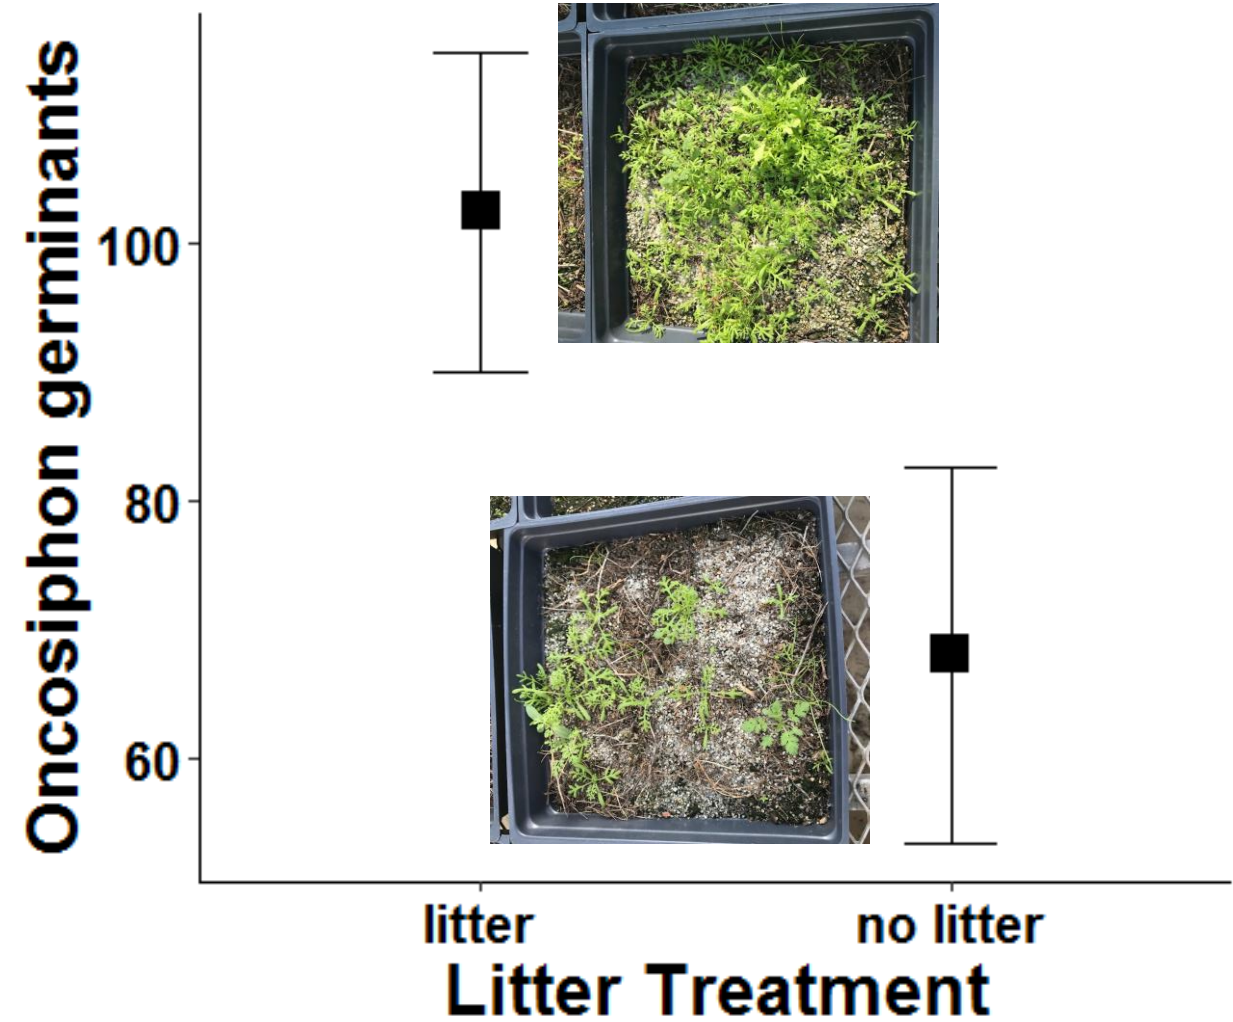 Oncosiphon germinants
100
80
60
litter
no litter
Litter Treatment